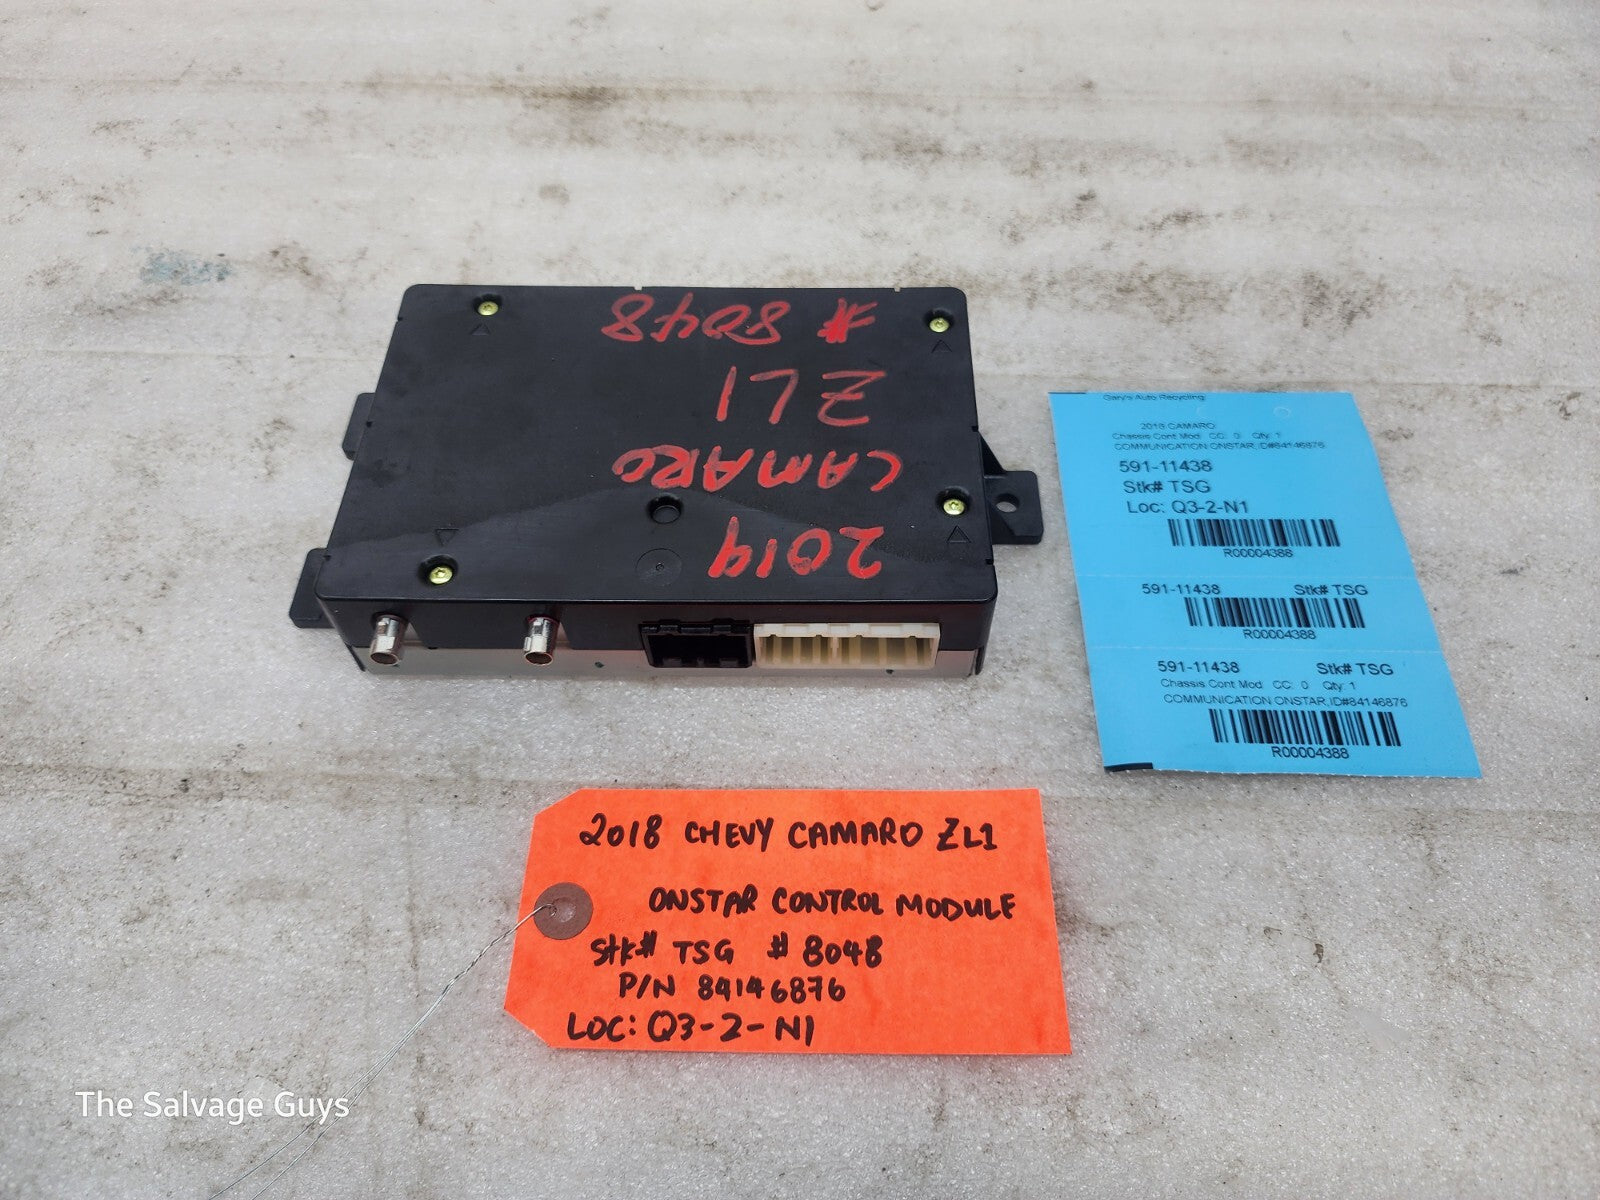 # 8048
ZL1
CAMARO
2019
Gary's Auto Recycling
2018 CAMARO
Chassis Cont Mod CC: 0 Qty: 1
COMMUNICATION ONSTAR,ID#84146876
591-11438
Stk# TSG
Loc: Q3-2-N1
R00004388
591-11438 Stk# TSG
R00004388
591-11438 Stk# TSG
Chassis Cont Mod CC: 0 Qty: 1
COMMUNICATION ONSTAR,ID#84146876
R00004388
2018 CHEVY CAMARO ZL1
ONSTAR CONTROL MODULE
Stk# TSG # 8048
P/N 84146876
LOC: Q3-2-N1
The Salvage Guys